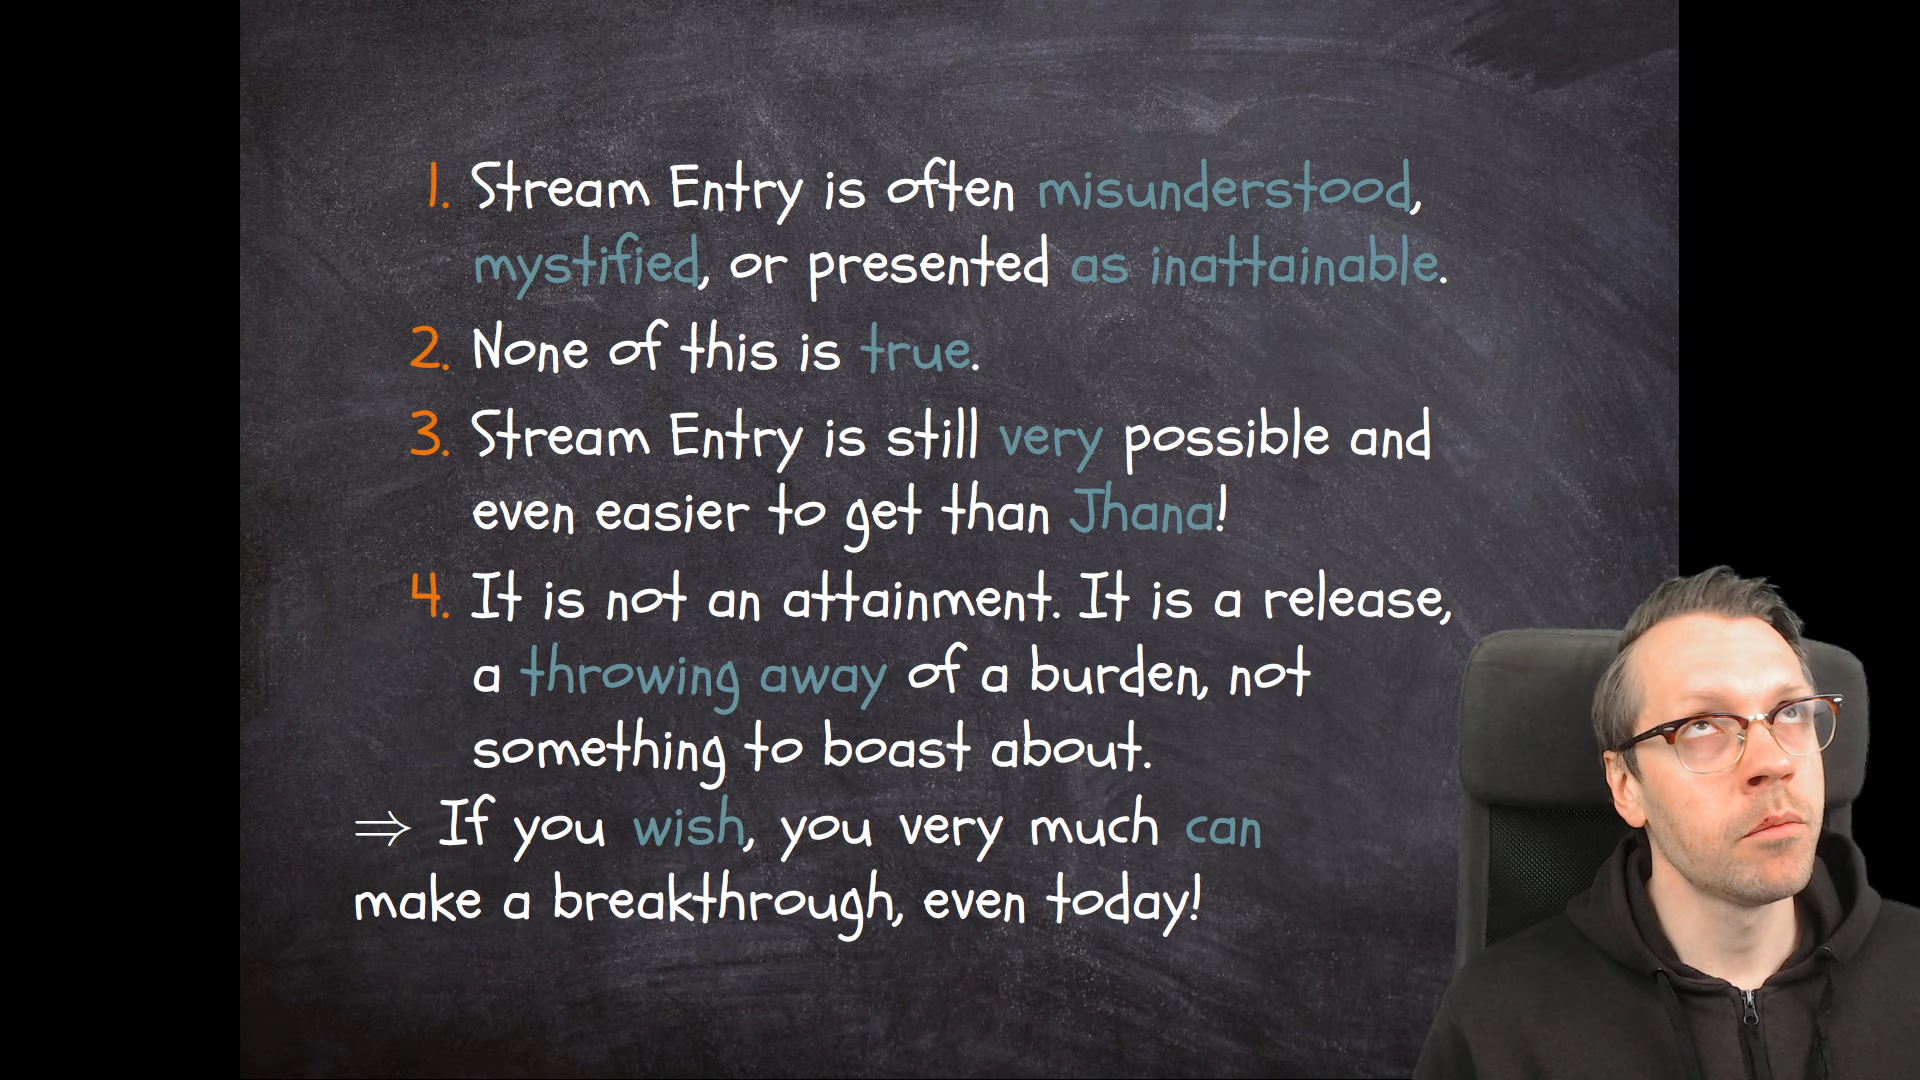 1. Stream Entry is often misunderstood,
mystified, or presented as inattainable.
2. None of this is true.
3. Stream Entry is still very possible and
even easier to get than Jhana!
4. It is not an attainment. It is a release,
a throwing away of a burden, not
something to boast about.
⇒ If you wish, you very much can
make a breakthrough, even today!